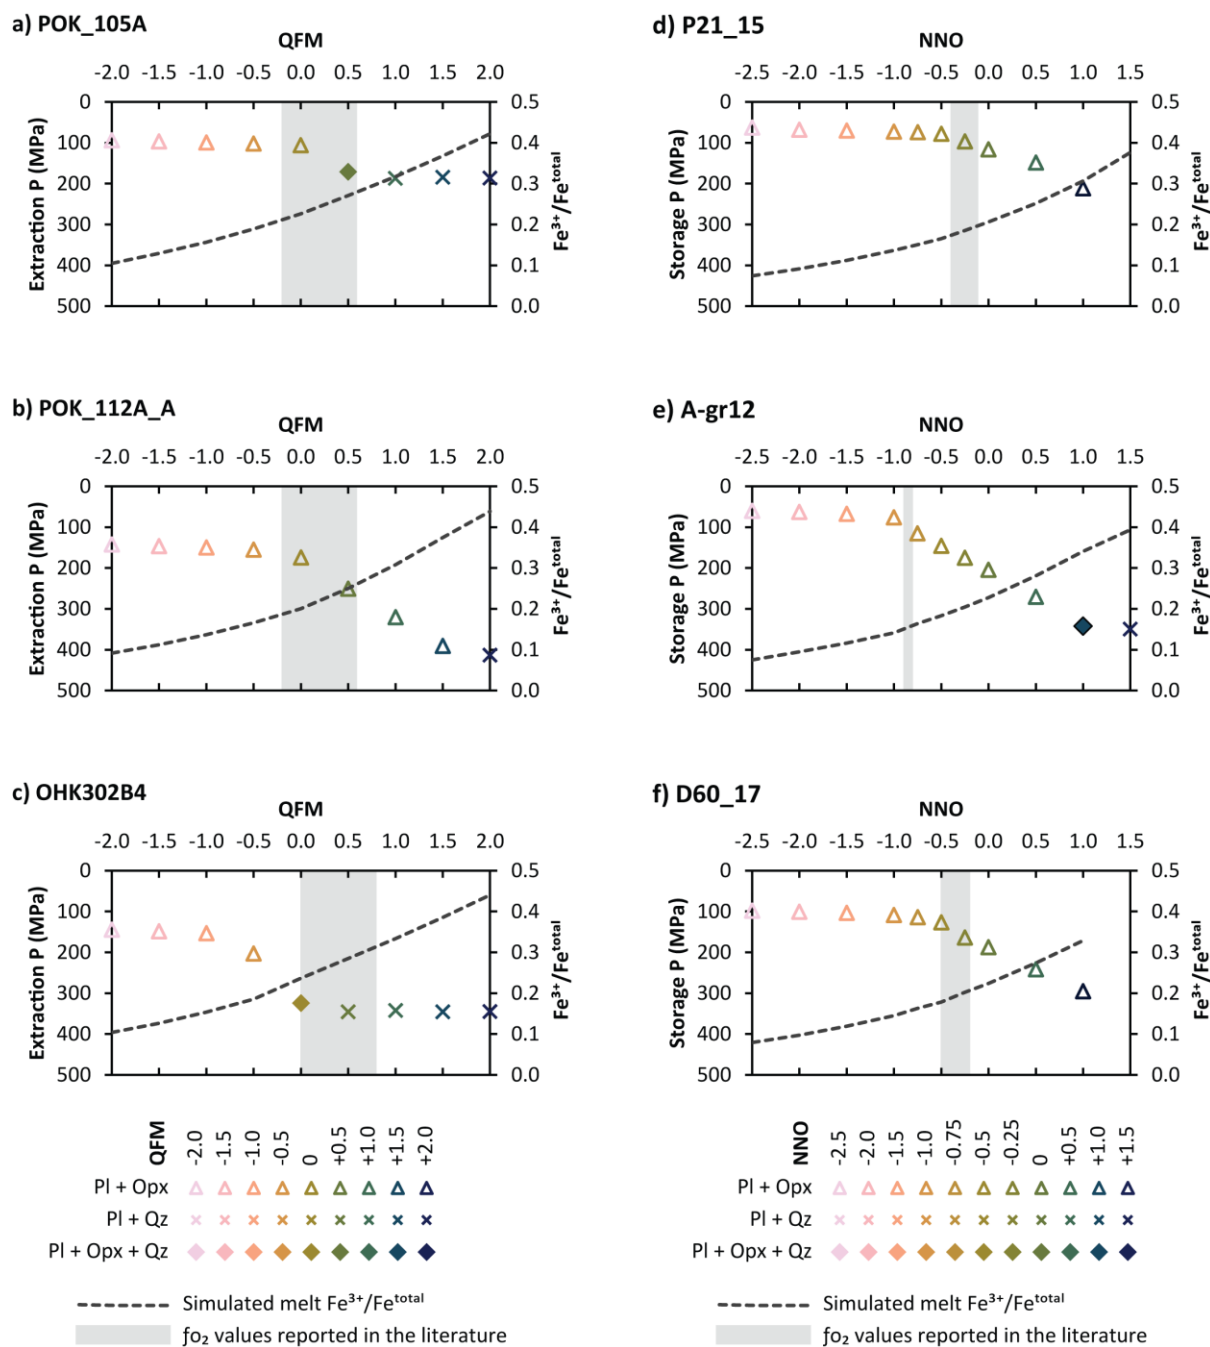 a) POK_105A
QFM
-2.0 -1.5 -1.0 -0.5 0.0 0.5 1.0 1.5 2.0
Extraction P (MPa)
0 100 200 300 400 500
0.5 0.4 0.3 0.2 0.1 0.0
Fe³⁺/Feᵗᵒᵗᵃˡ
d) P21_15
NNO
-2.5 -2.0 -1.5 -1.0 -0.5 0.0 0.5 1.0 1.5
Storage P (MPa)
0 100 200 300 400 500
0.5 0.4 0.3 0.2 0.1 0.0
Fe³⁺/Feᵗᵒᵗᵃˡ
b) POK_112A_A
QFM
-2.0 -1.5 -1.0 -0.5 0.0 0.5 1.0 1.5 2.0
Extraction P (MPa)
0 100 200 300 400 500
0.5 0.4 0.3 0.2 0.1 0.0
Fe³⁺/Feᵗᵒᵗᵃˡ
e) A-gr12
NNO
-2.5 -2.0 -1.5 -1.0 -0.5 0.0 0.5 1.0 1.5
Storage P (MPa)
0 100 200 300 400 500
0.5 0.4 0.3 0.2 0.1 0.0
Fe³⁺/Feᵗᵒᵗᵃˡ
c) OHK302B4
QFM
-2.0 -1.5 -1.0 -0.5 0.0 0.5 1.0 1.5 2.0
Extraction P (MPa)
0 100 200 300 400 500
0.5 0.4 0.3 0.2 0.1 0.0
Fe³⁺/Feᵗᵒᵗᵃˡ
f) D60_17
NNO
-2.5 -2.0 -1.5 -1.0 -0.5 0.0 0.5 1.0 1.5
Storage P (MPa)
0 100 200 300 400 500
0.5 0.4 0.3 0.2 0.1 0.0
Fe³⁺/Feᵗᵒᵗᵃˡ
QFM -2.0 -1.5 -1.0 -0.5 0 +0.5 +1.0 +1.5 +2.0
Pl + Opx
Pl + Qz
Pl + Opx + Qz
Simulated melt Fe³⁺/Feᵗᵒᵗᵃˡ
ƒo₂ values reported in the literature
NNO -2.5 -2.0 -1.5 -1.0 -0.75 -0.5 -0.25 0 +0.5 +1.0 +1.5
Pl + Opx
Pl + Qz
Pl + Opx + Qz
Simulated melt Fe³⁺/Feᵗᵒᵗᵃˡ
ƒo₂ values reported in the literature